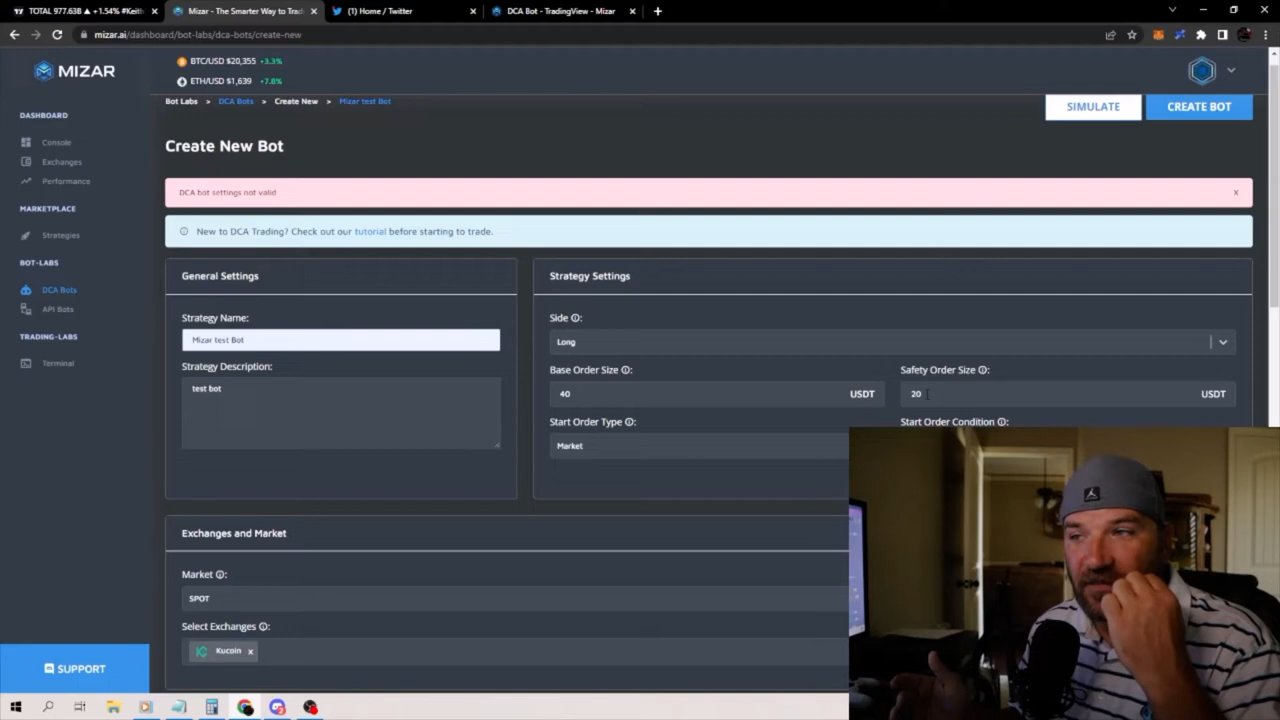 TOTAL 977.63B ▲ +1.54% #Keith
Mizar - The Smarter Way to Trad
(1) Home / Twitter
DCA Bot - TradingView - Mizar
mizar.ai/dashboard/bot-labs/dca-bots/create-new
MIZAR
BTC/USD $20,355 +3.3%
ETH/USD $1,639 +7.8%
Bot Labs > DCA Bots > Create New > Mizar test Bot
SIMULATE
CREATE BOT
DASHBOARD
Console
Exchanges
Performance
MARKETPLACE
Strategies
BOT-LABS
DCA Bots
API Bots
TRADING-LABS
Terminal
SUPPORT
Create New Bot
DCA bot settings not valid
x
New to DCA Trading? Check out our tutorial before starting to trade.
General Settings
Strategy Name:
Mizar test Bot
Strategy Description:
test bot
Strategy Settings
Side
Long
Base Order Size
40 USDT
Safety Order Size
20 USDT
Start Order Type
Market
Start Order Condition
Exchanges and Market
Market
SPOT
Select Exchanges
Kucoin x